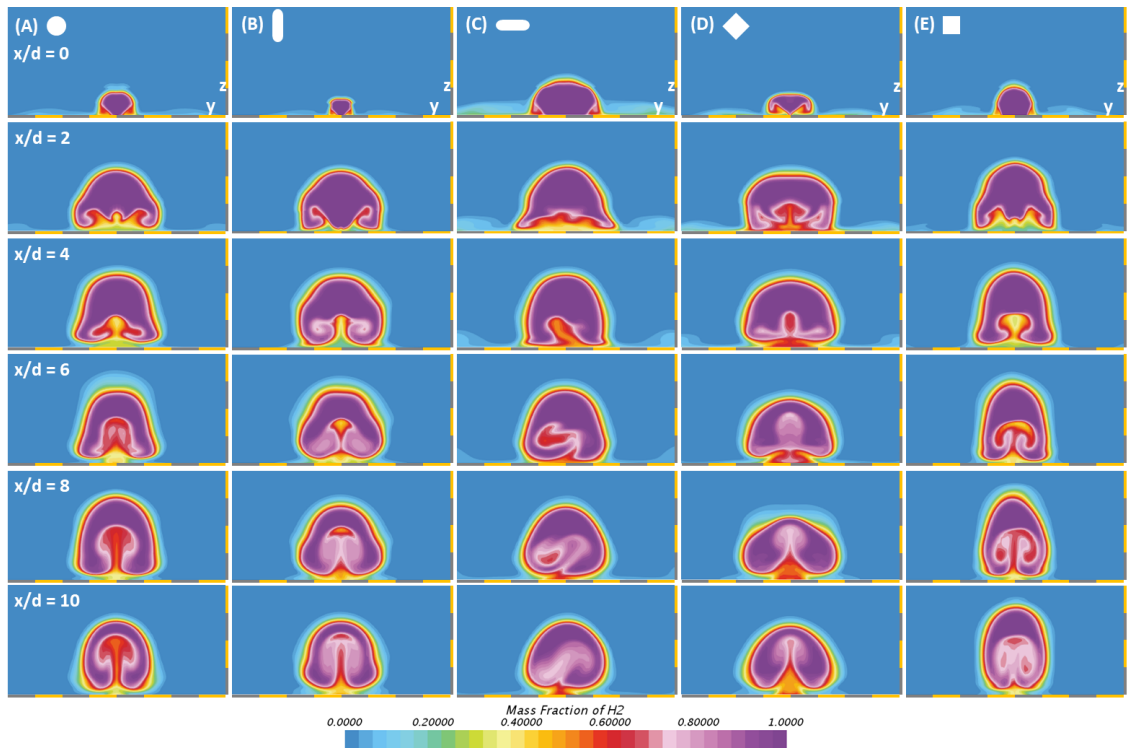 (A) (B) (C) (D) (E)
x/d = 0
z z z z z
y y y y y
x/d = 2
x/d = 4
x/d = 6
x/d = 8
x/d = 10
Mass Fraction of H2
0.0000 0.20000 0.40000 0.60000 0.80000 1.0000